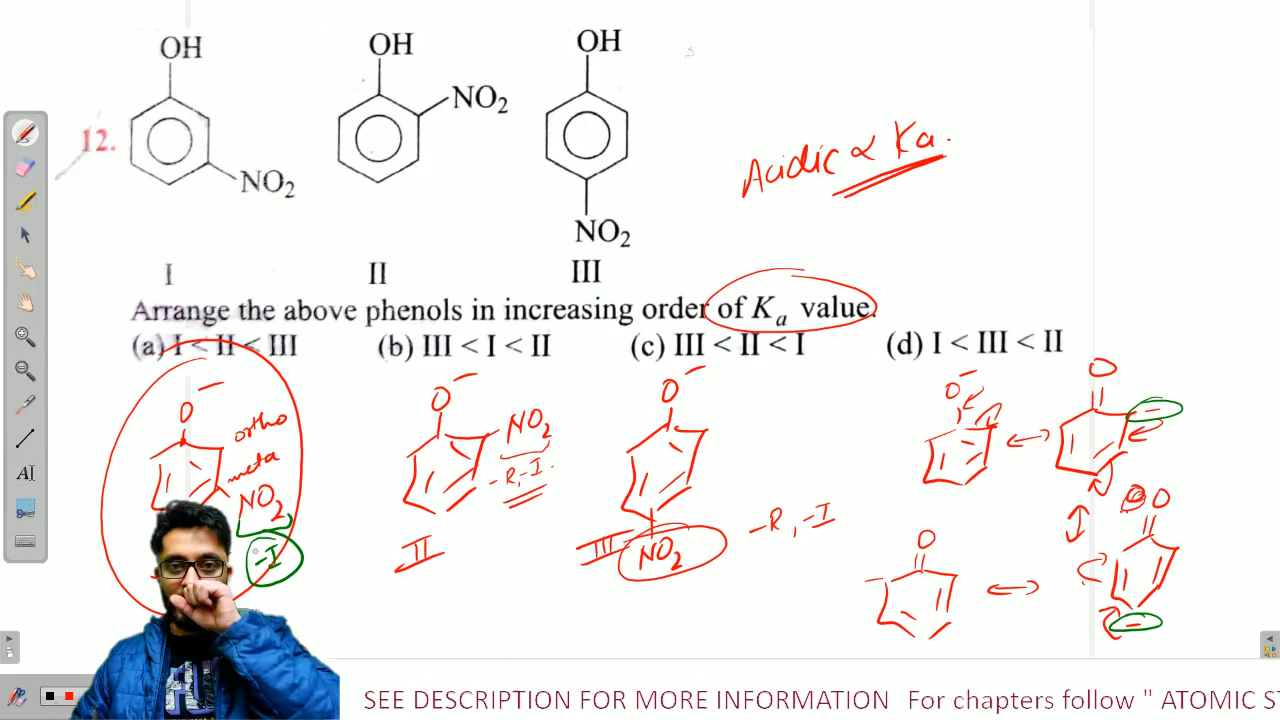 OH
OH
OH
12.
NO₂
NO₂
NO₂
I
II
III
Acidic ∝ Ka.
Arrange the above phenols in increasing order of Kₐ value.
(a) I < II < III (b) III < I < II (c) III < II < I (d) I < III < II
O⁻
ortho
meta
NO₂
-I
O⁻
NO₂
-R, -I.
II
O⁻
III
NO₂
-R, -I
O⁻
O
-
O
O
-
SEE DESCRIPTION FOR MORE INFORMATION For chapters follow " ATOMIC S